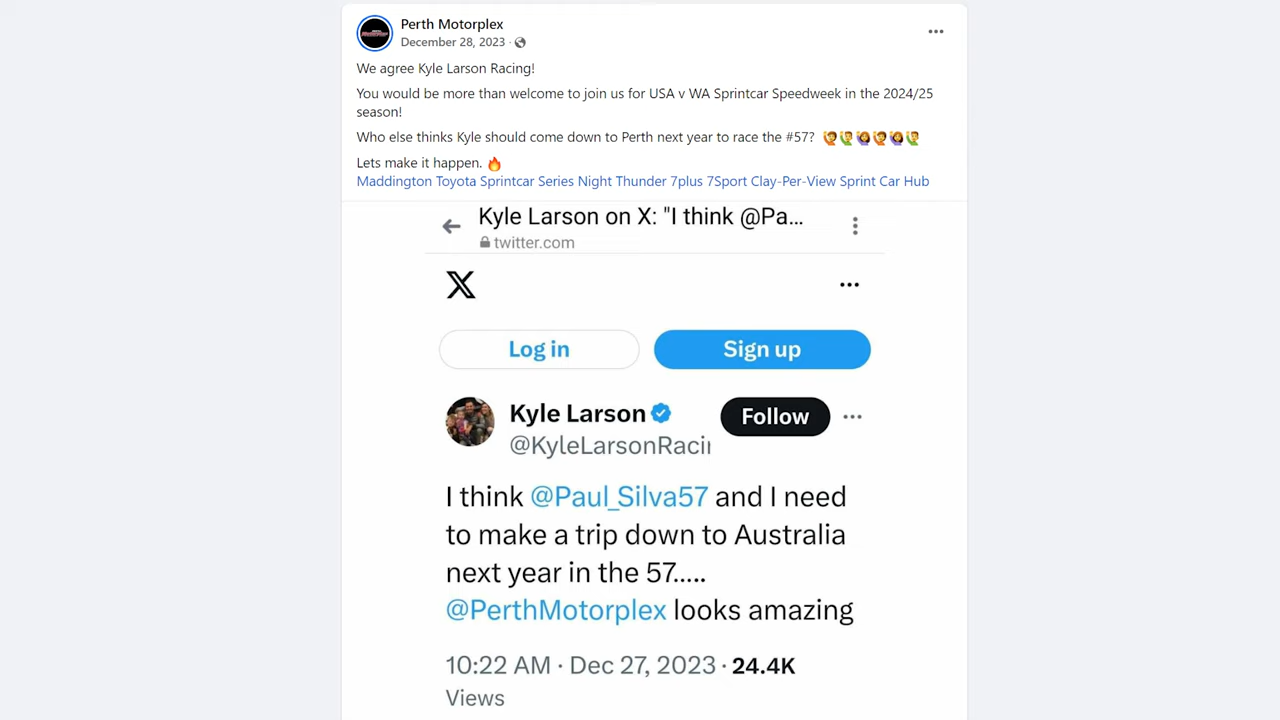 Perth Motorplex
December 28, 2023 ·
We agree Kyle Larson Racing!
You would be more than welcome to join us for USA v WA Sprintcar Speedweek in the 2024/25
season!
Who else thinks Kyle should come down to Perth next year to race the #57? 🙋🙋‍♂️🙋‍♀️🙋🙋‍♀️🙋‍♂️
Lets make it happen. 🔥
Maddington Toyota Sprintcar Series Night Thunder 7plus 7Sport Clay-Per-View Sprint Car Hub
Kyle Larson on X: "I think @Pa...
twitter.com
X
Log in
Sign up
Kyle Larson
Follow
@KyleLarsonRacin
I think @Paul_Silva57 and I need
to make a trip down to Australia
next year in the 57.....
@PerthMotorplex looks amazing
10:22 AM · Dec 27, 2023 · 24.4K
Views